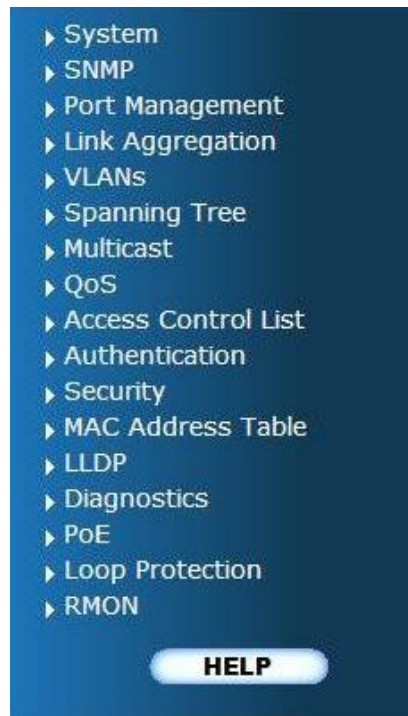 System
SNMP
Port Management
Link Aggregation
VLANs
Spanning Tree
Multicast
QoS
Access Control List
Authentication
Security
MAC Address Table
LLDP
Diagnostics
PoE
Loop Protection
RMON
HELP